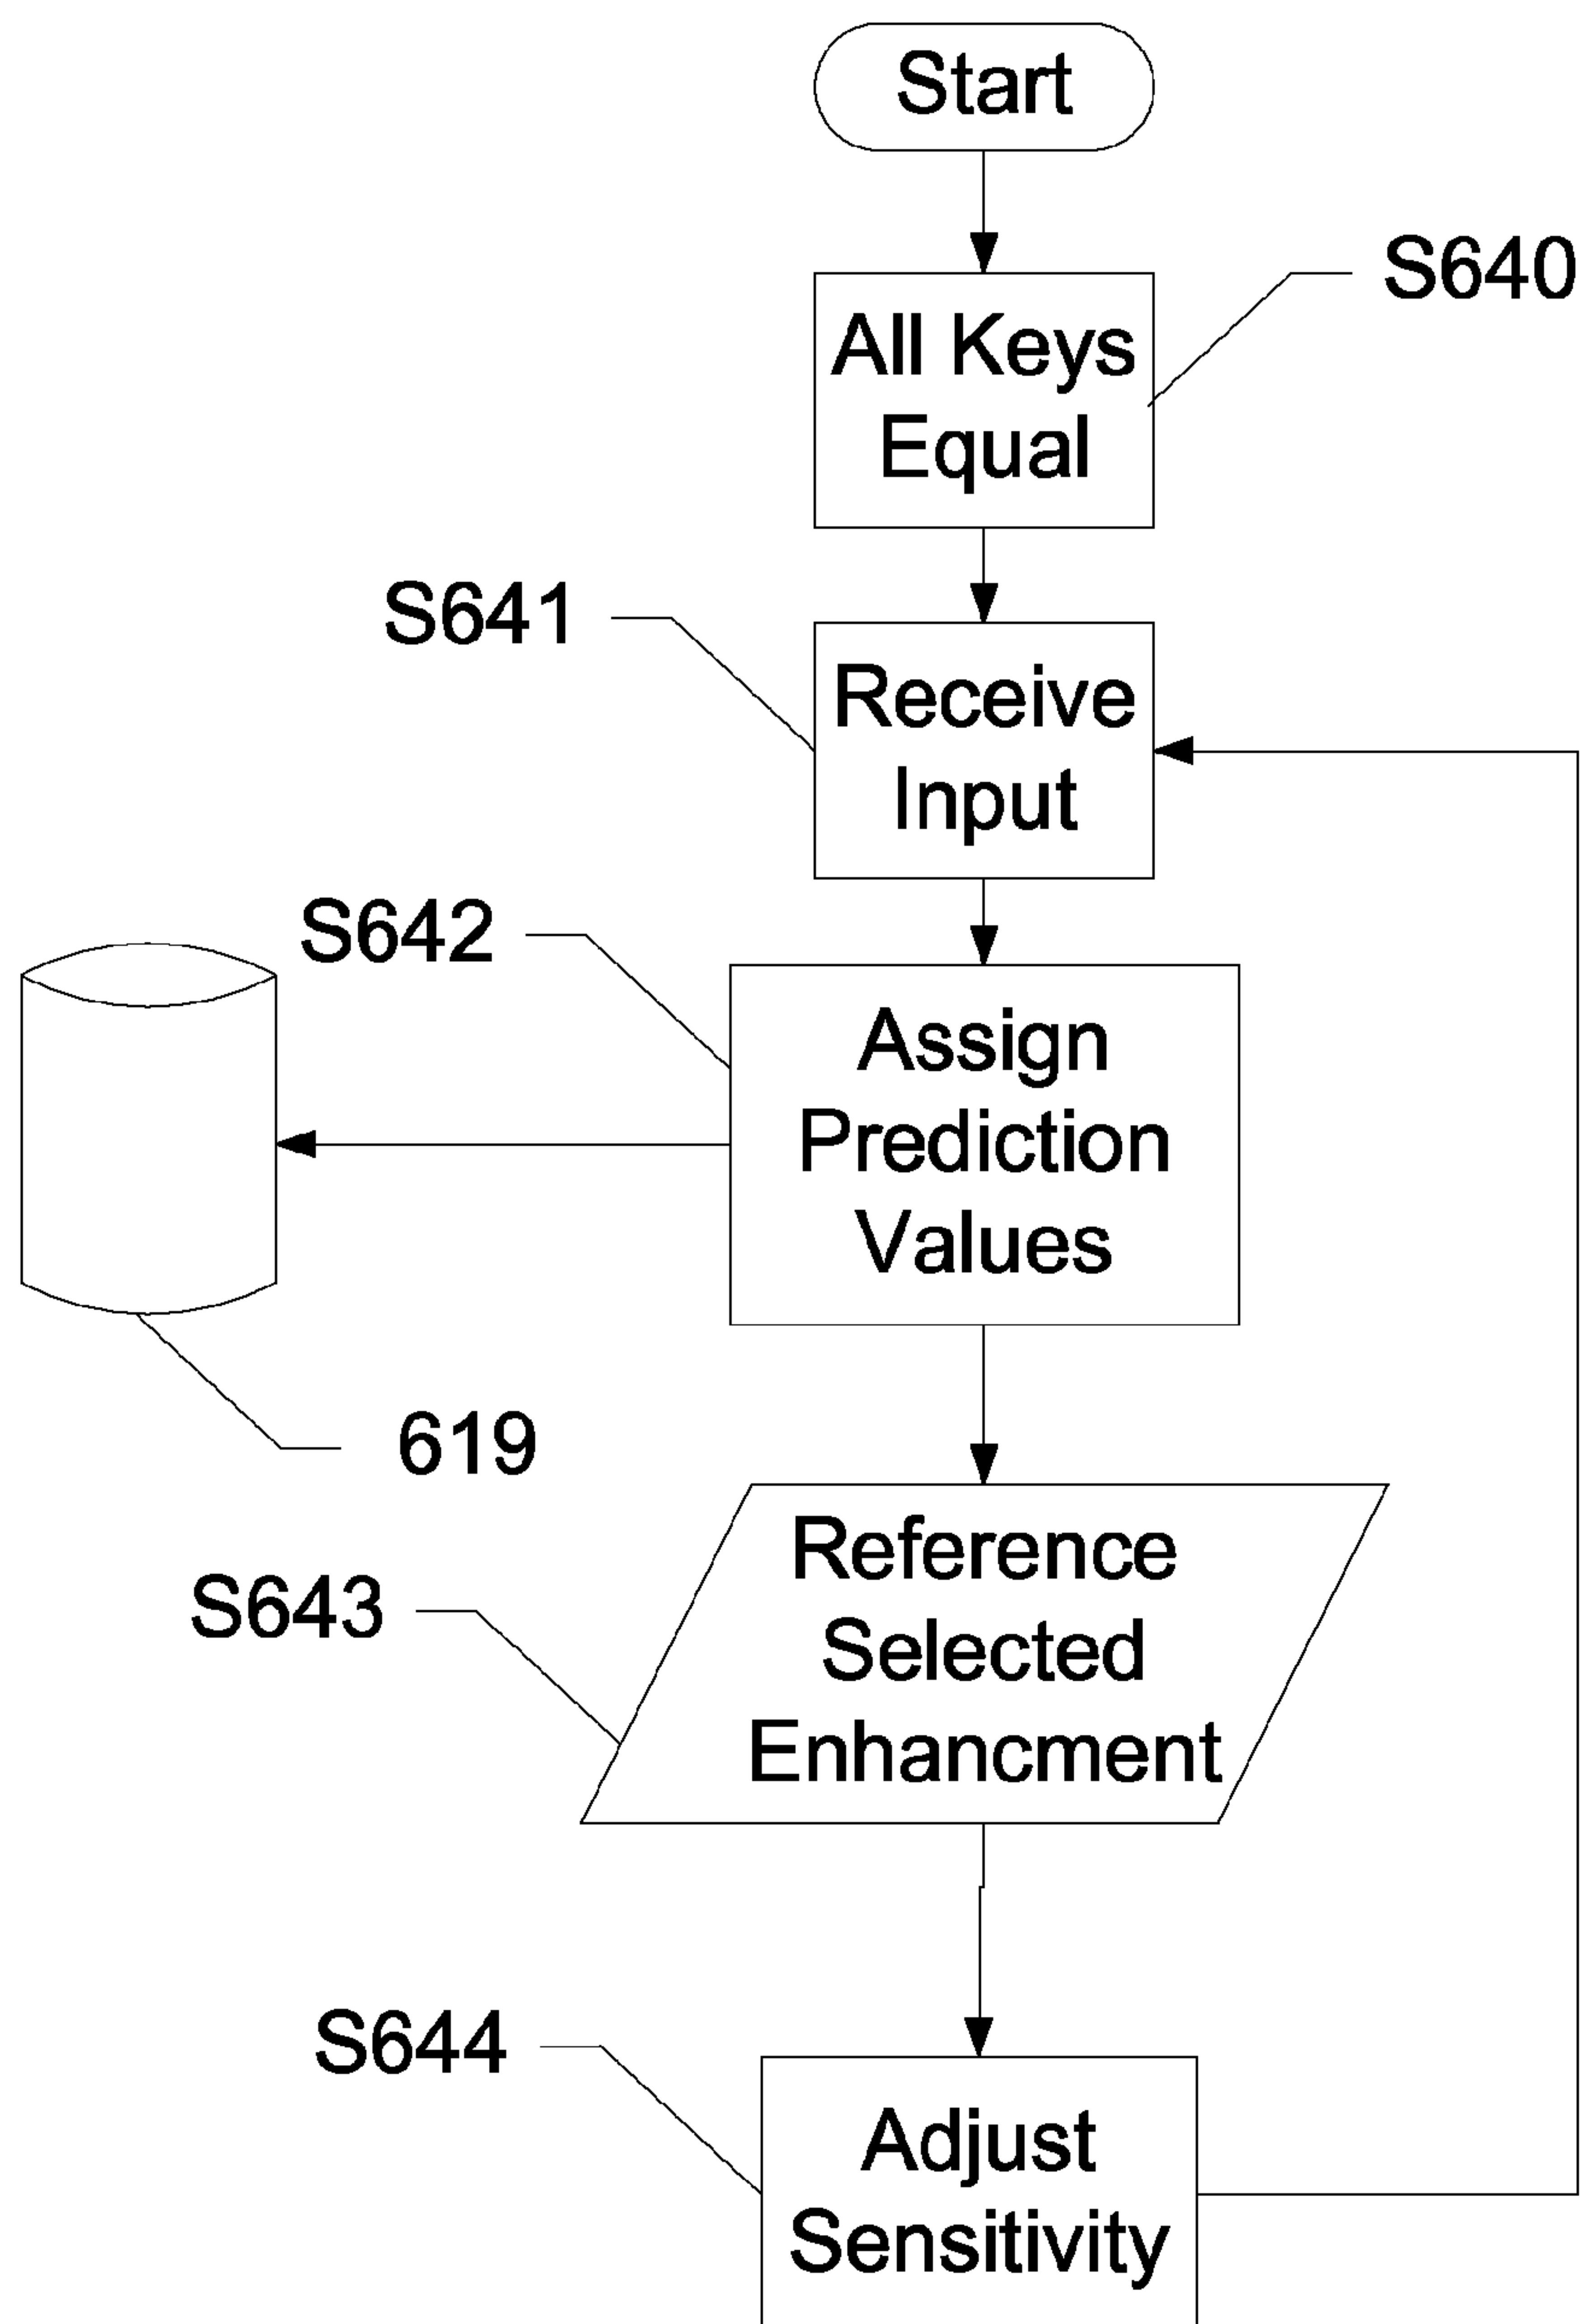 Start
S640
All Keys
Equal
S641
Receive
Input
S642
Assign
Prediction
Values
619
Reference
Selected
Enhancment
S643
S644
Adjust
Sensitivity